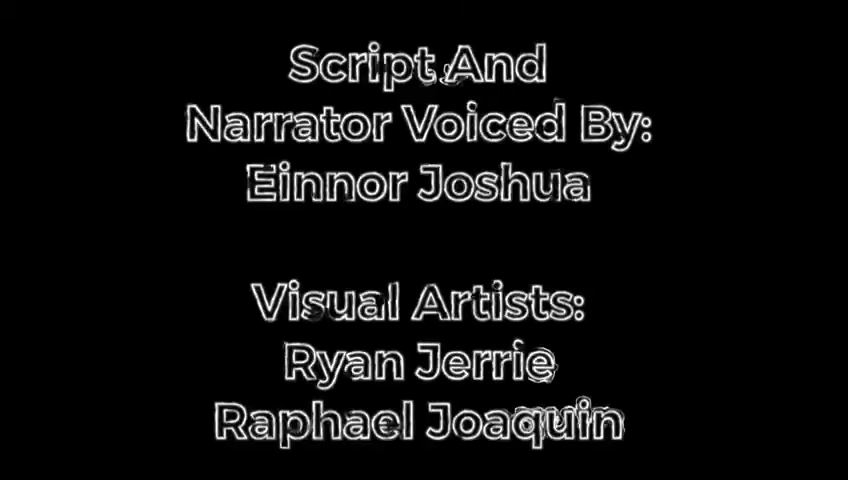 Script And
Narrator Voiced By:
Einnor Joshua
Visual Artists:
Ryan Jerrie
Raphael Joaquin